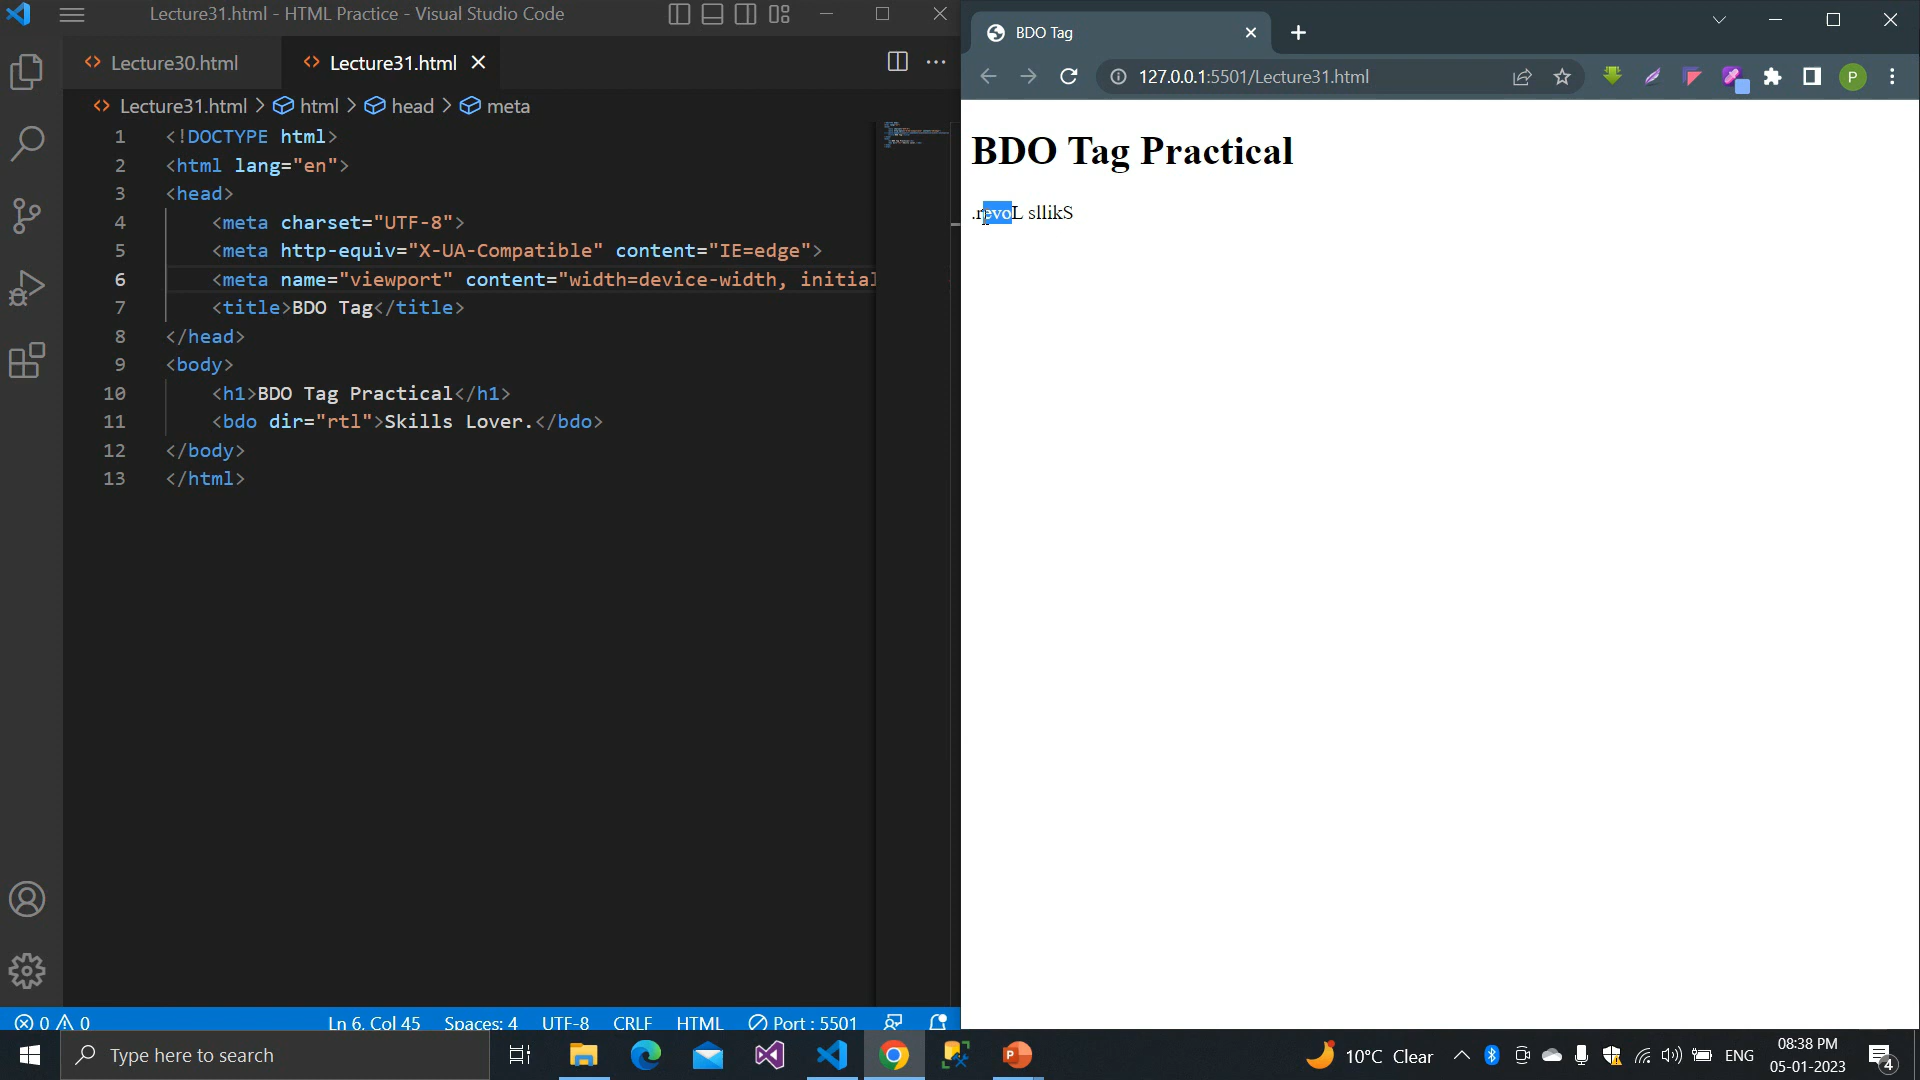 Lecture31.html - HTML Practice - Visual Studio Code
Lecture30.html
Lecture31.html
Lecture31.html > html > head > meta
1 <!DOCTYPE html>
2 <html lang="en">
3 <head>
4 <meta charset="UTF-8">
5 <meta http-equiv="X-UA-Compatible" content="IE=edge">
6 <meta name="viewport" content="width=device-width, initial
7 <title>BDO Tag</title>
8 </head>
9 <body>
10 <h1>BDO Tag Practical</h1>
11 <bdo dir="rtl">Skills Lover.</bdo>
12 </body>
13 </html>
0 0 Ln 6, Col 45 Spaces: 4 UTF-8 CRLF HTML Port : 5501
BDO Tag
127.0.0.1:5501/Lecture31.html
P
BDO Tag Practical
.revoL sllikS
Type here to search
P
10°C Clear
ENG
08:38 PM
05-01-2023
4